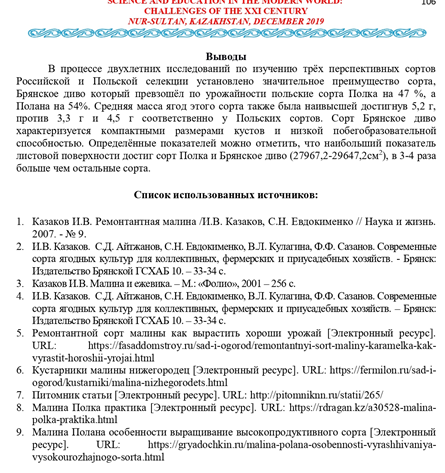 SCIENCE AND EDUCATION IN THE MODERN WORLD:
106
CHALLENGES OF THE XXI CENTURY
NUR-SULTAN, KAZAKHSTAN, DECEMBER 2019
Выводы
В процессе двухлетних исследований по изучению трёх перспективных сортов
Российской и Польской селекции установлено значительное преимущество сорта,
Брянское диво который превзошёл по урожайности польские сорта Полка на 47 %, а
Полана на 54%. Средняя масса ягод этого сорта также была наивысшей достигнув 5,2 г,
против 3,3 г и 4,5 г соответственно у Польских сортов. Сорт Брянское диво
характеризуется компактными размерами кустов и низкой побегообразовательной
способностью. Определённые показателей можно отметить, что наибольший показатель
листовой поверхности достиг сорт Полка и Брянское диво (27967,2-29647,2см²), в 3-4 раза
больше чем остальные сорта.
Список использованных источников:
1. Казаков И.В. Ремонтантная малина /И.В. Казаков, С.Н. Евдокименко // Наука и жизнь.
2007. - № 9.
2. И.В. Казаков. С.Д. Айтжанов, С.Н. Евдокименко, В.Л. Кулагина, Ф.Ф. Сазанов. Современные
сорта ягодных культур для коллективных, фермерских и приусадебных хозяйств. - Брянск:
Издательство Брянской ГСХАБ 10. – 33-34 с.
3. Казаков И.В. Малина и ежевика. – М.: «Фолио», 2001 – 256 с.
4. И.В. Казаков. С.Д. Айтжанов, С.Н. Евдокименко, В.Л. Кулагина, Ф.Ф. Сазанов. Современные
сорта ягодных культур для коллективных, фермерских и приусадебных хозяйств. – Брянск:
Издательство Брянской ГСХАБ 10. – 33-34 с.
5. Ремонтантной сорт малины как вырастить хороши урожай [Электронный ресурс].
URL: https://fasaddomstroy.ru/sad-i-ogorod/remontantnyj-sort-maliny-karamelka-kak-
vyrastit-horoshii-yrojai.html
6. Кустарники малины нижегородец [Электронный ресурс]. URL: https://fermilon.ru/sad-i-
ogorod/kustarniki/malina-nizhegorodets.html
7. Питомник статьи [Электронный ресурс]. URL: http://pitomniknn.ru/statii/265/
8. Малина Полка практика [Электронный ресурс]. URL: https://rdragan.kz/a30528-malina-
polka-praktika.html
9. Малина Полана особенности выращивание высокопродуктивного сорта [Электронный
ресурс]. URL: https://gryadochkin.ru/malina-polana-osobennosti-vyrashhivaniya-
vysokourozhajnogo-sorta.html